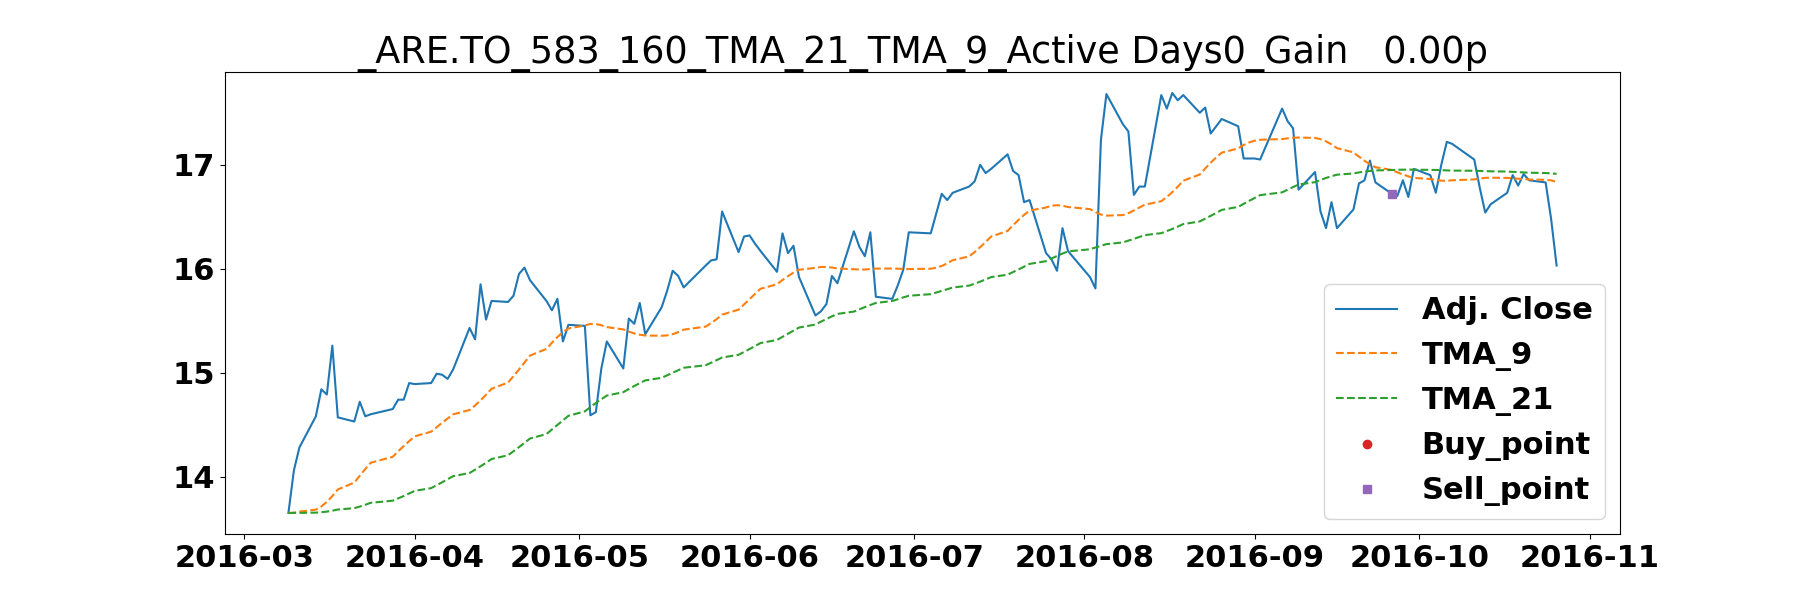 _ARE.TO_583_160_TMA_21_TMA_9_Active Days0_Gain   0.00p
17
16
15
14
Adj. Close
TMA_9
TMA_21
Buy_point
Sell_point
2016-03 2016-04 2016-05 2016-06 2016-07 2016-08 2016-09 2016-10 2016-11